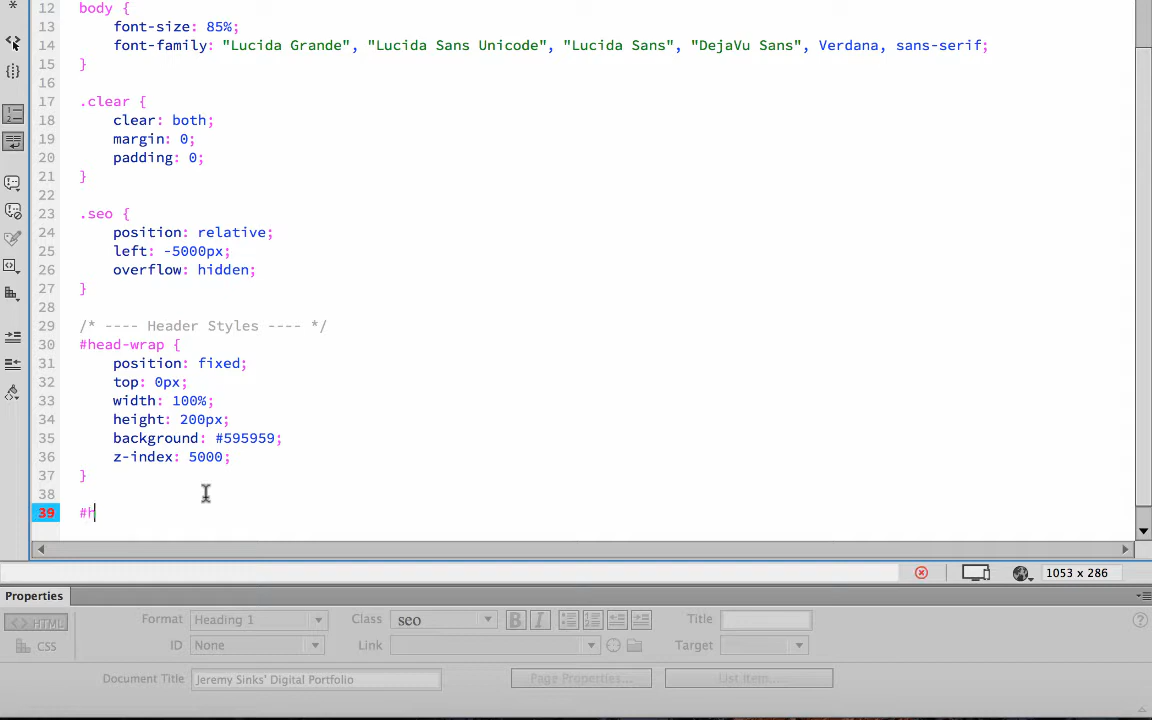 12 body {
13 font-size: 85%;
14 font-family: "Lucida Grande", "Lucida Sans Unicode", "Lucida Sans", "DejaVu Sans", Verdana, sans-serif;
15 }
16
17 .clear {
18 clear: both;
19 margin: 0;
20 padding: 0;
21 }
22
23 .seo {
24 position: relative;
25 left: -5000px;
26 overflow: hidden;
27 }
28
29 /* ---- Header Styles ---- */
30 #head-wrap {
31 position: fixed;
32 top: 0px;
33 width: 100%;
34 height: 200px;
35 background: #595959;
36 z-index: 5000;
37 }
38
39 #h
1053 x 286
Properties
<> HTML Format Heading 1 Class seo B I Title
CSS ID None Link Target
Document Title Jeremy Sinks' Digital Portfolio Page Properties... List Item...